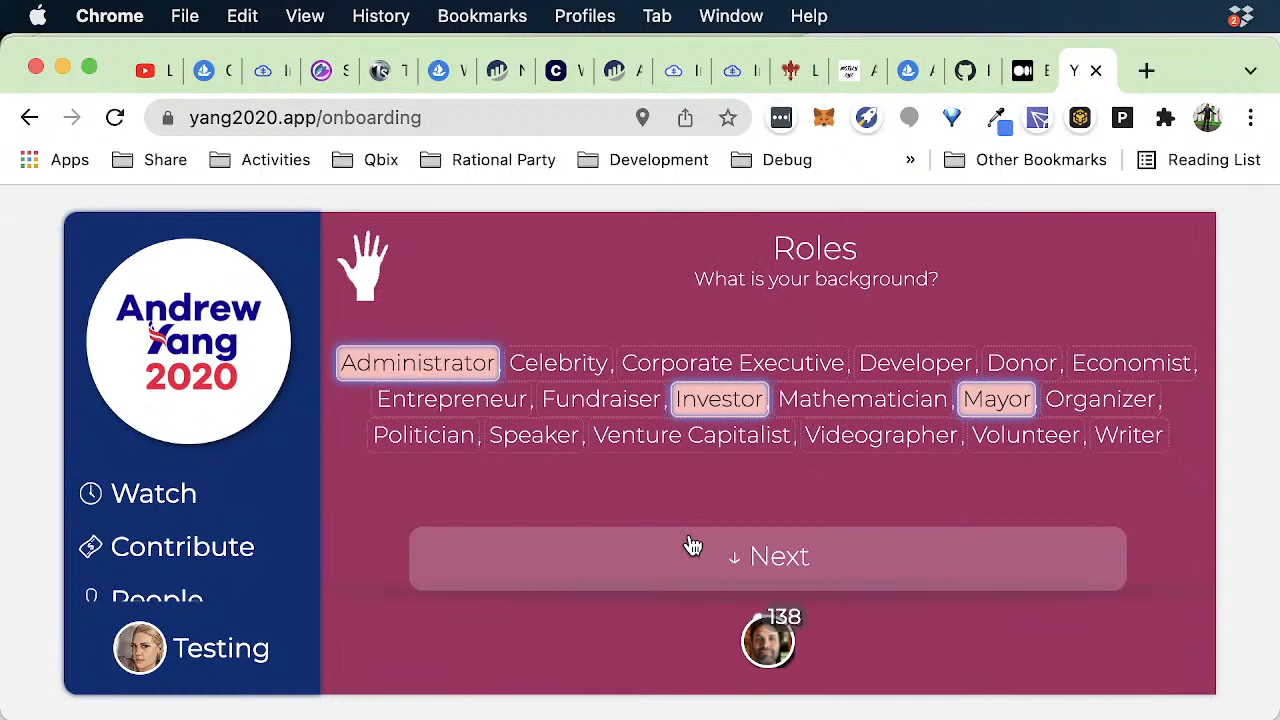 Chrome File Edit View History Bookmarks Profiles Tab Window Help
2
L C I S T V N C V A I I L A A I E Y
yang2020.app/onboarding
P
Apps Share Activities Qbix Rational Party Development Debug » Other Bookmarks Reading List
Andrew
Yang
2020
Watch
Contribute
People
Testing
Roles
What is your background?
Administrator, Celebrity, Corporate Executive, Developer, Donor, Economist,
Entrepreneur, Fundraiser, Investor, Mathematician, Mayor, Organizer,
Politician, Speaker, Venture Capitalist, Videographer, Volunteer, Writer
↓ Next
138